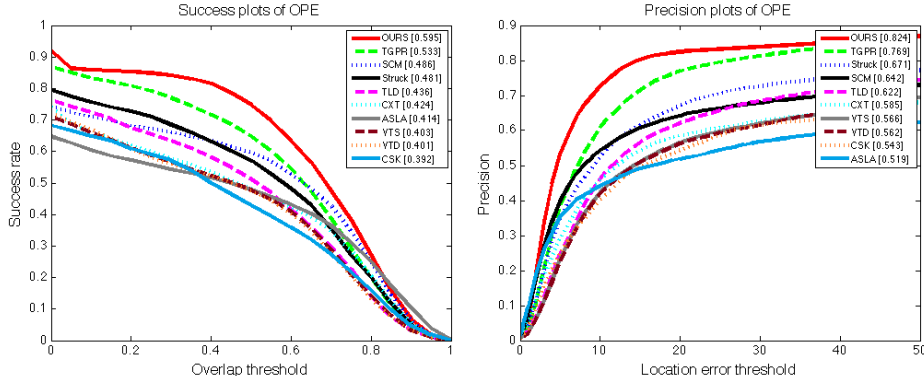 Success plots of OPE
1
0.9
0.8
0.7
0.6
0.5
0.4
0.3
0.2
0.1
0
Success rate
0
0.2
0.4
0.6
0.8
1
Overlap threshold
OURS [0.595]
TGPR [0.533]
SCM [0.486]
Struck [0.481]
TLD [0.436]
CXT [0.424]
ASLA [0.414]
YTS [0.403]
YTD [0.401]
CSK [0.392]
Precision plots of OPE
0.9
0.8
0.7
0.6
0.5
0.4
0.3
0.2
0.1
0
Precision
0
10
20
30
40
50
Location error threshold
OURS [0.824]
TGPR [0.769]
Struck [0.671]
SCM [0.642]
TLD [0.622]
CXT [0.585]
YTS [0.566]
YTD [0.562]
CSK [0.543]
ASLA [0.519]